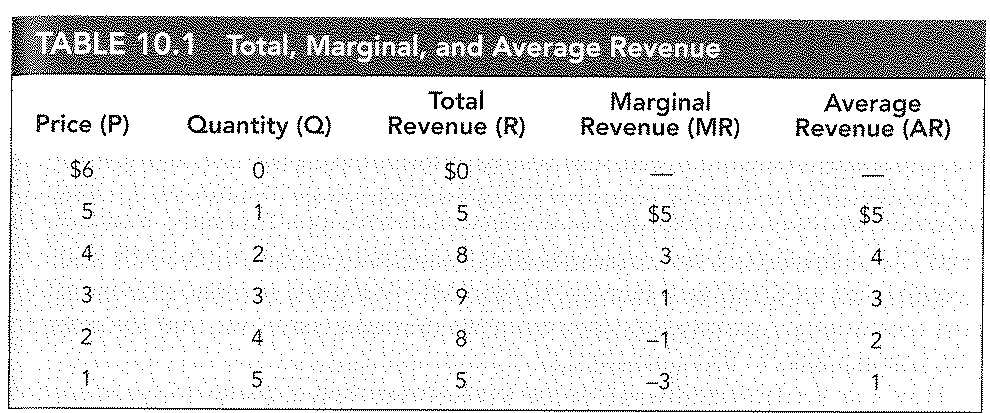 TABLE 10.1 Total, Marginal, and Average Revenue
Total Marginal Average
Price (P) Quantity (Q) Revenue (R) Revenue (MR) Revenue (AR)
$6 0 $0 — —
5 1 5 $5 $5
4 2 8 3 4
3 3 9 1 3
2 4 8 –1 2
1 5 5 –3 1